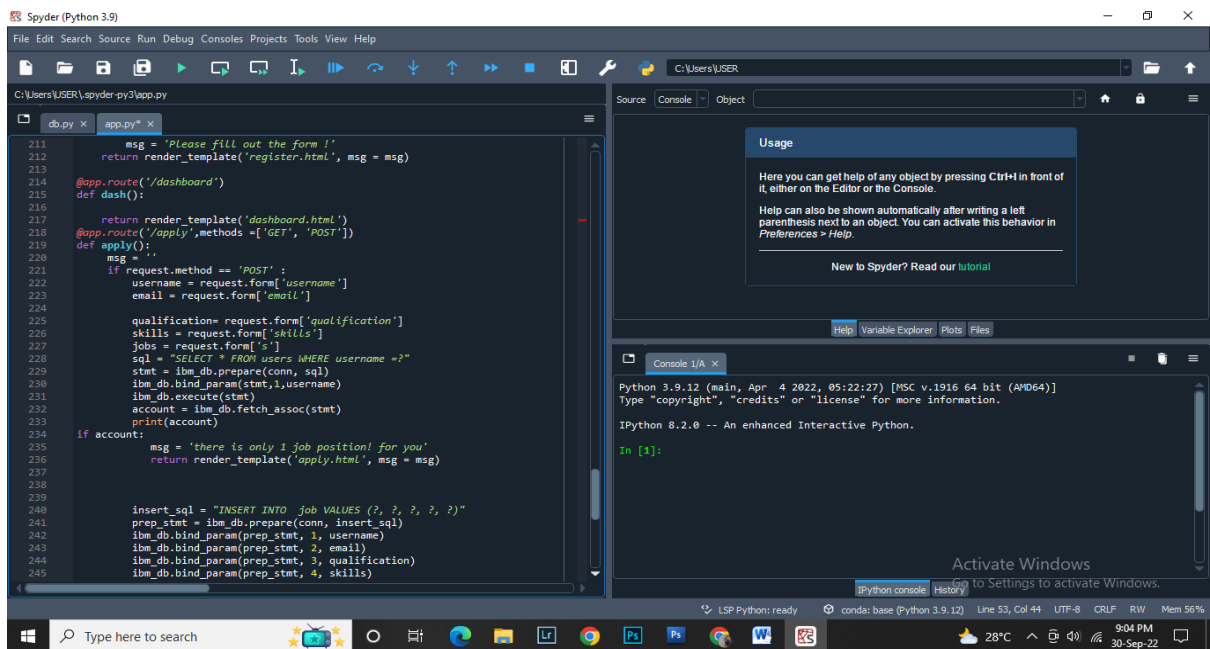 Spyder (Python 3.9)
File Edit Search Source Run Debug Consoles Projects Tools View Help
C:\Users\USER
C:\Users\USER\.spyder-py3\app.py
db.py
app.py*
211 msg = 'Please fill out the form !'
212 return render_template('register.html', msg = msg)
213
214 @app.route('/dashboard')
215 def dash():
216
217 return render_template('dashboard.html')
218 @app.route('/apply',methods =['GET', 'POST'])
219 def apply():
220 msg = ''
221 if request.method == 'POST' :
222 username = request.form['username']
223 email = request.form['email']
224
225 qualification= request.form['qualification']
226 skills = request.form['skills']
227 jobs = request.form['s']
228 sql = "SELECT * FROM users WHERE username =?"
229 stmt = ibm_db.prepare(conn, sql)
230 ibm_db.bind_param(stmt,1,username)
231 ibm_db.execute(stmt)
232 account = ibm_db.fetch_assoc(stmt)
233 print(account)
234 if account:
235 msg = 'there is only 1 job position! for you'
236 return render_template('apply.html', msg = msg)
237
238
239
240 insert_sql = "INSERT INTO job VALUES (?, ?, ?, ?, ?)"
241 prep_stmt = ibm_db.prepare(conn, insert_sql)
242 ibm_db.bind_param(prep_stmt, 1, username)
243 ibm_db.bind_param(prep_stmt, 2, email)
244 ibm_db.bind_param(prep_stmt, 3, qualification)
245 ibm_db.bind_param(prep_stmt, 4, skills)
Source Console Object
Usage
Here you can get help of any object by pressing Ctrl+I in front of
it, either on the Editor or the Console.
Help can also be shown automatically after writing a left
parenthesis next to an object. You can activate this behavior in
Preferences > Help.
New to Spyder? Read our tutorial
Help Variable Explorer Plots Files
Console 1/A
Python 3.9.12 (main, Apr 4 2022, 05:22:27) [MSC v.1916 64 bit (AMD64)]
Type "copyright", "credits" or "license" for more information.
IPython 8.2.0 -- An enhanced Interactive Python.
In [1]:
Activate Windows
Go to Settings to activate Windows.
IPython console History
LSP Python: ready conda: base (Python 3.9.12) Line 53, Col 44 UTF-8 CRLF RW Mem 56%
Type here to search
Lr
Ps
Ps
W
28°C
9:04 PM
30-Sep-22